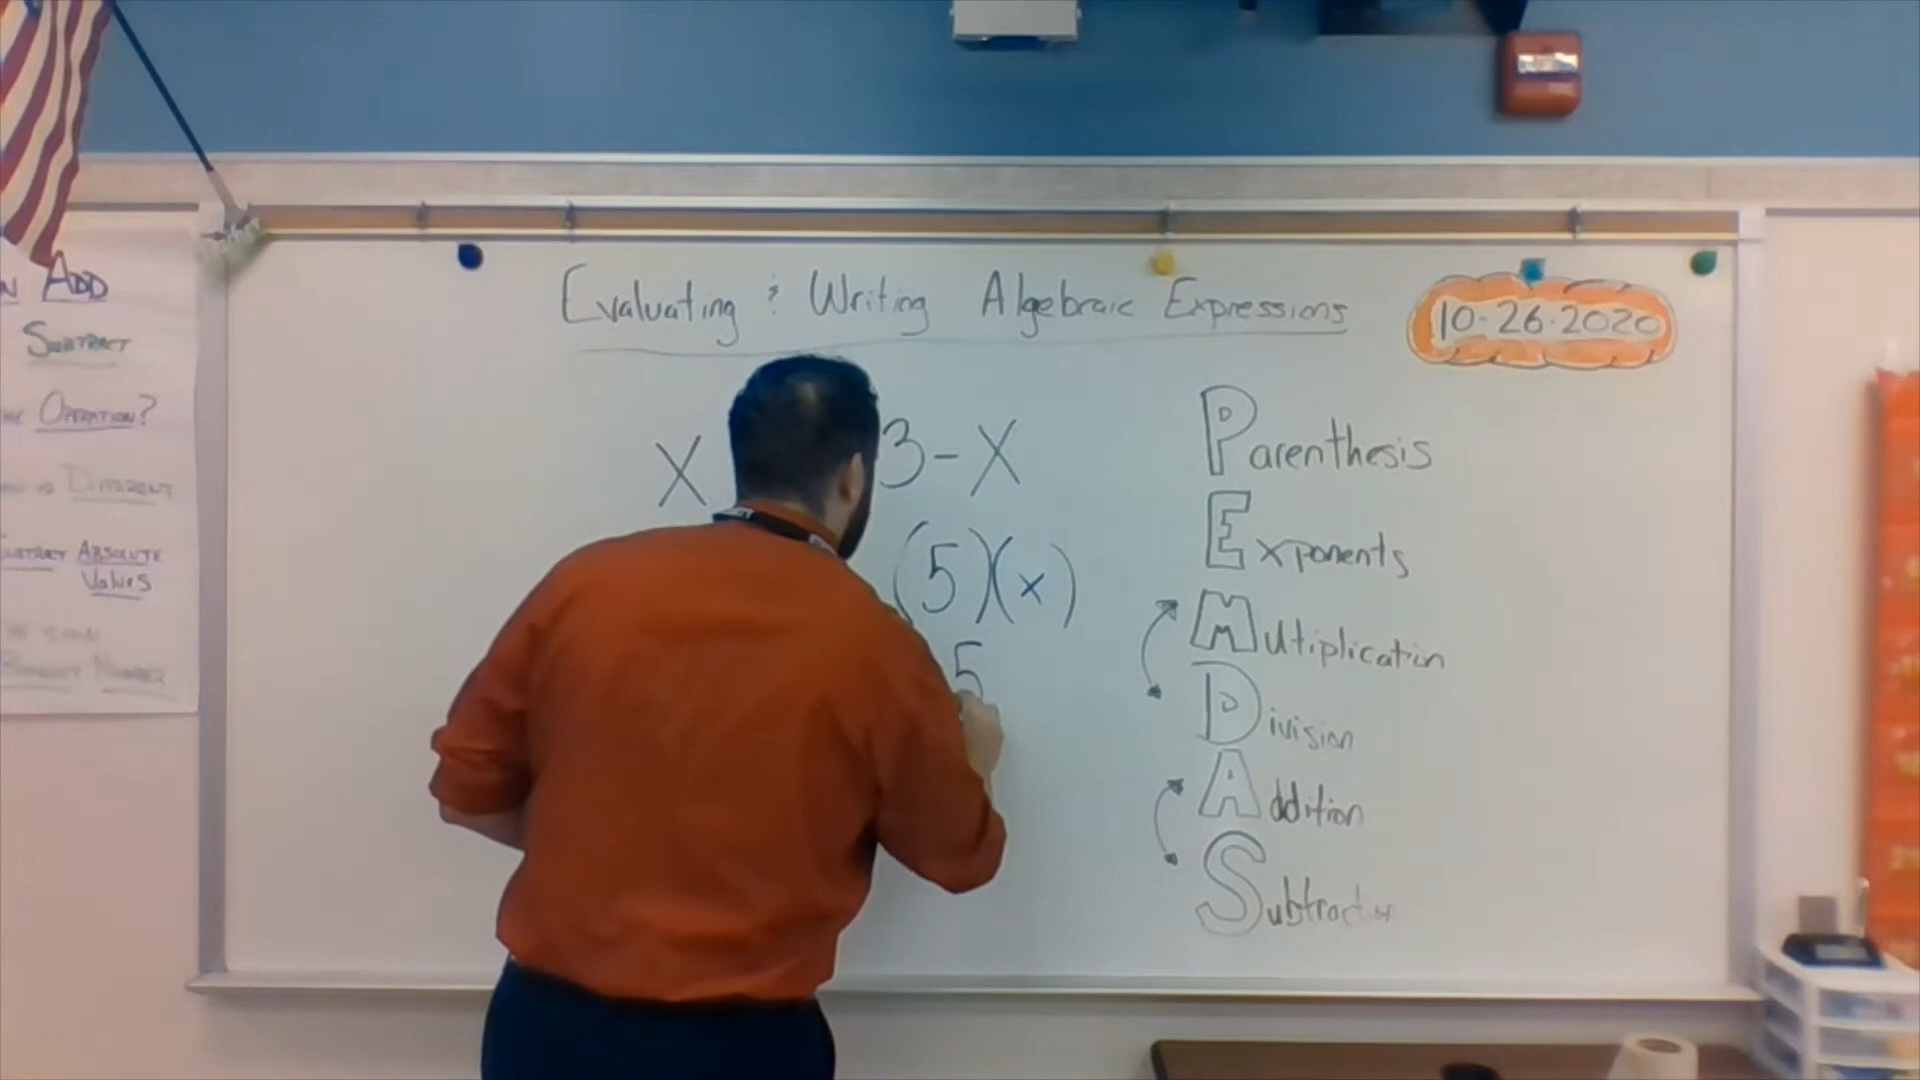 ADD
SUBTRACT
OPERATION?
DIFFERENT
ABSOLUTE
VALUES
NUMBER
Evaluating & Writing Algebraic Expressions
10-26-2020
X 3-X
(5)(x)
5
Parenthesis
Exponents
Multiplication
Division
Addition
Subtraction